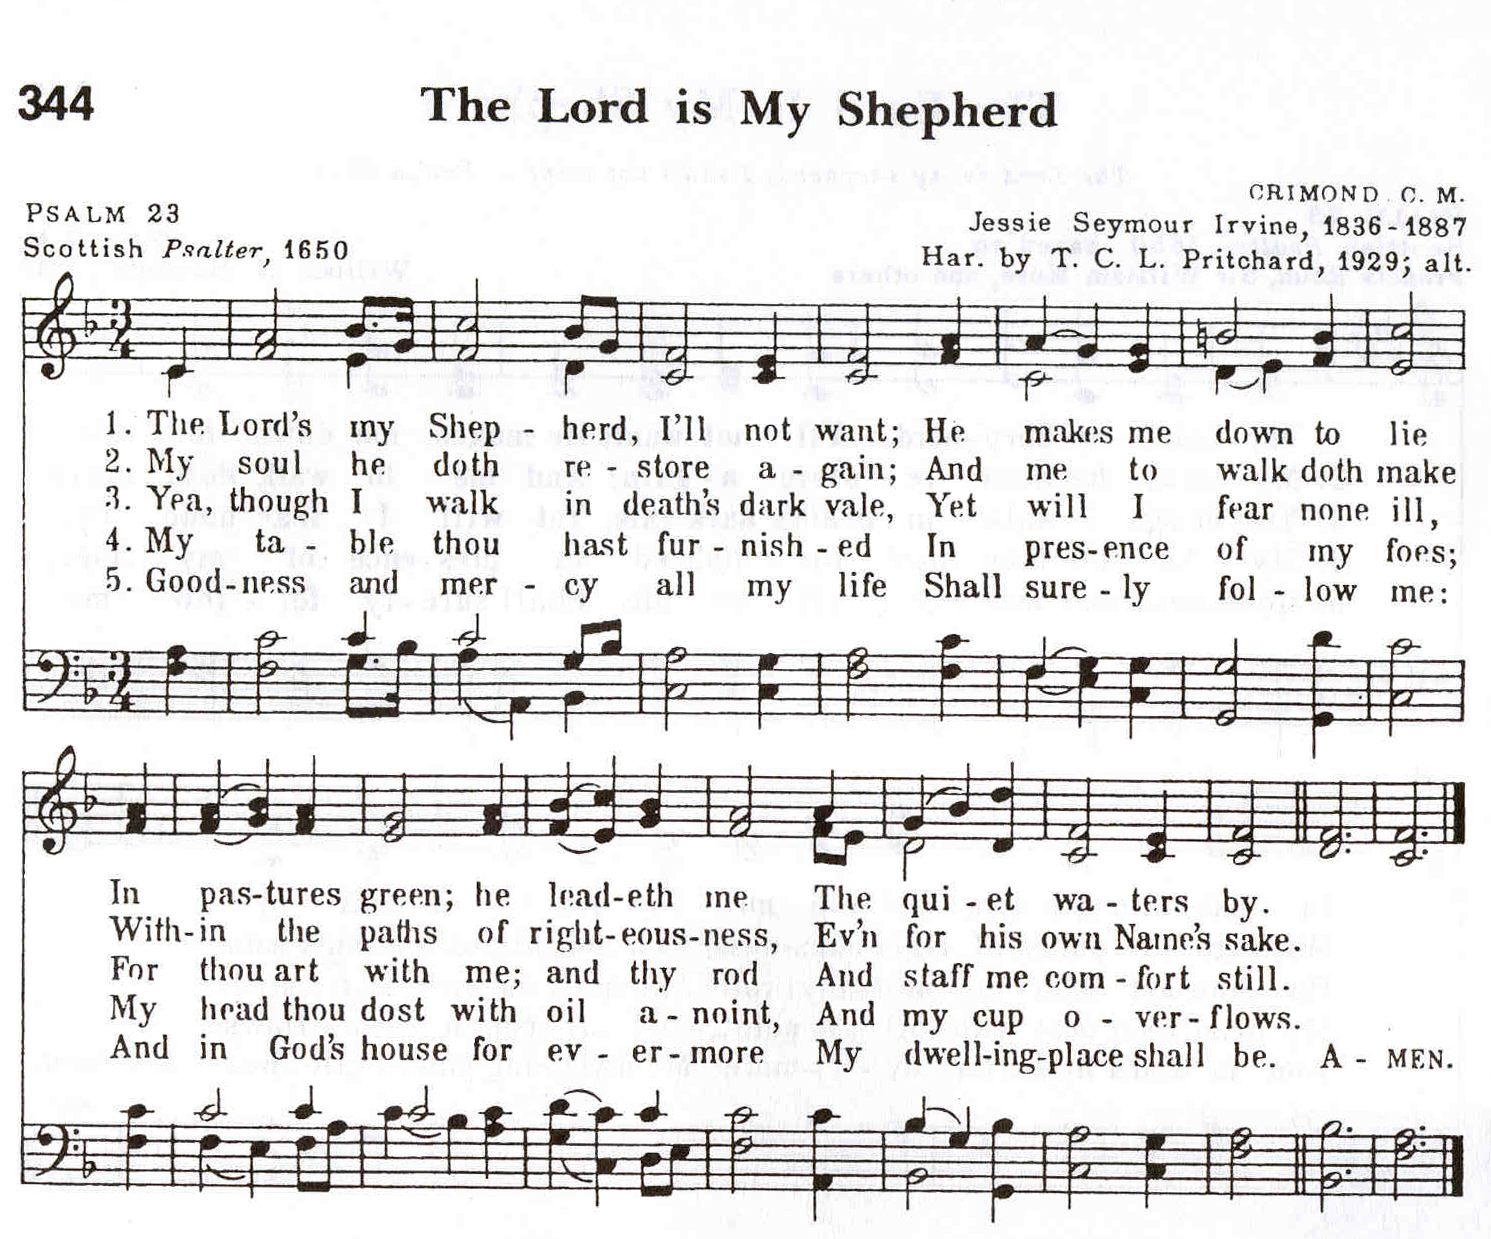 344 The Lord is My Shepherd
PSALM 23
Scottish Psalter, 1650
CRIMOND C. M.
Jessie Seymour Irvine, 1836-1887
Har. by T. C. L. Pritchard, 1929; alt.
3 4
1. The Lord's my Shep - herd, I'll not want; He makes me down to lie
2. My soul he doth re - store a - gain; And me to walk doth make
3. Yea, though I walk in death's dark vale, Yet will I fear none ill,
4. My ta - ble thou hast fur - nish - ed In pres - ence of my foes;
5. Good - ness and mer - cy all my life Shall sure - ly fol - low me:
3 4
In pas - tures green; he lead - eth me The qui - et wa - ters by.
With - in the paths of right - eous - ness, Ev'n for his own Name's sake.
For thou art with me; and thy rod And staff me com - fort still.
My head thou dost with oil a - noint, And my cup o - ver - flows.
And in God's house for ev - er - more My dwell - ing - place shall be. A - MEN.